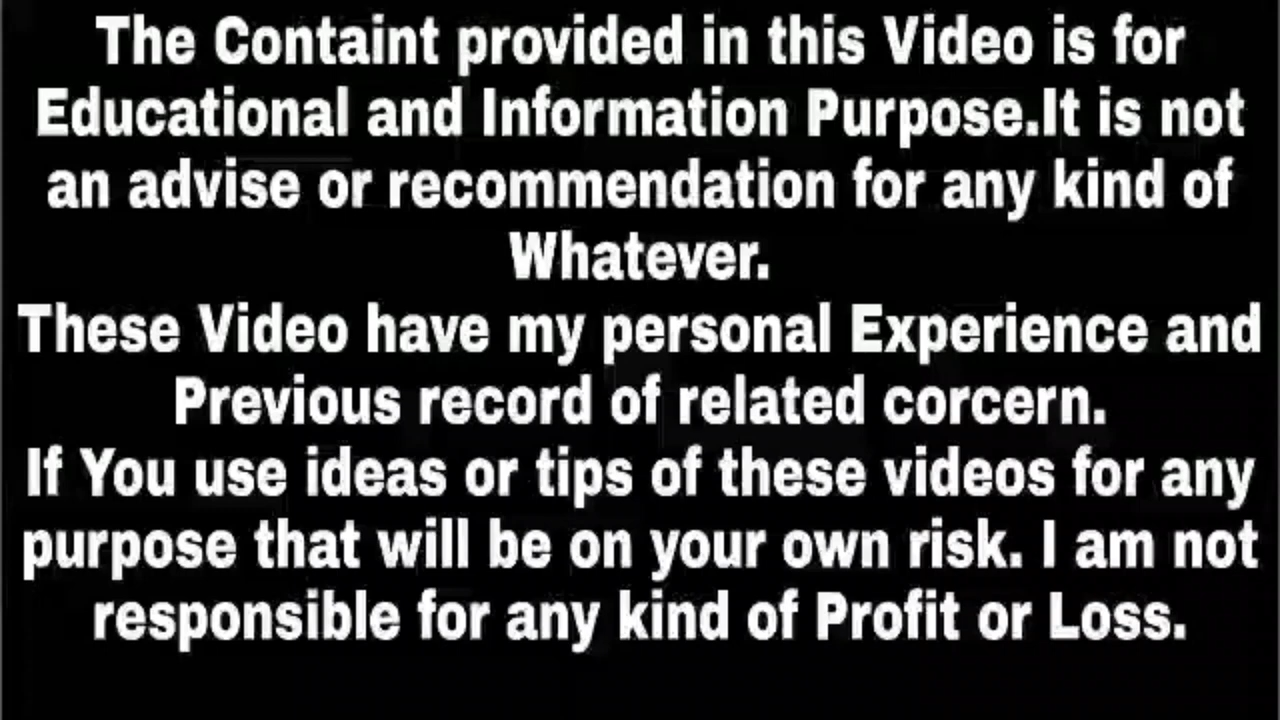 The Containt provided in this Video is for
Educational and Information Purpose.It is not
an advise or recommendation for any kind of
Whatever.
These Video have my personal Experience and
Previous record of related corcern.
If You use ideas or tips of these videos for any
purpose that will be on your own risk. I am not
responsible for any kind of Profit or Loss.